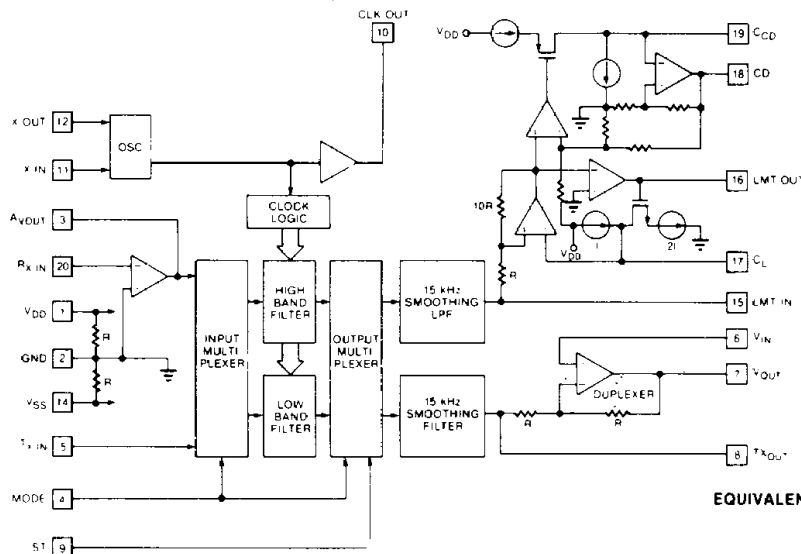 CLK OUT
10
X OUT 12
OSC
X IN 11
AVOUT 3
RX IN 20
VDD 1
R
GND 2
R
VSS 14
TX IN 5
MODE 4
ST 9
CLOCK LOGIC
INPUT MULTI PLEXER
HIGH BAND FILTER
LOW BAND FILTER
OUTPUT MULTI PLEXER
15 kHz SMOOTHING LPF
15 kHz SMOOTHING FILTER
VDD
19 CCD
18 CD
16 LMT OUT
10R
R
VDD
I
2I
17 CL
15 LMT IN
6 VIN
7 VOUT
DUPLEXER
R
R
8 TXOUT
EQUIVALEN